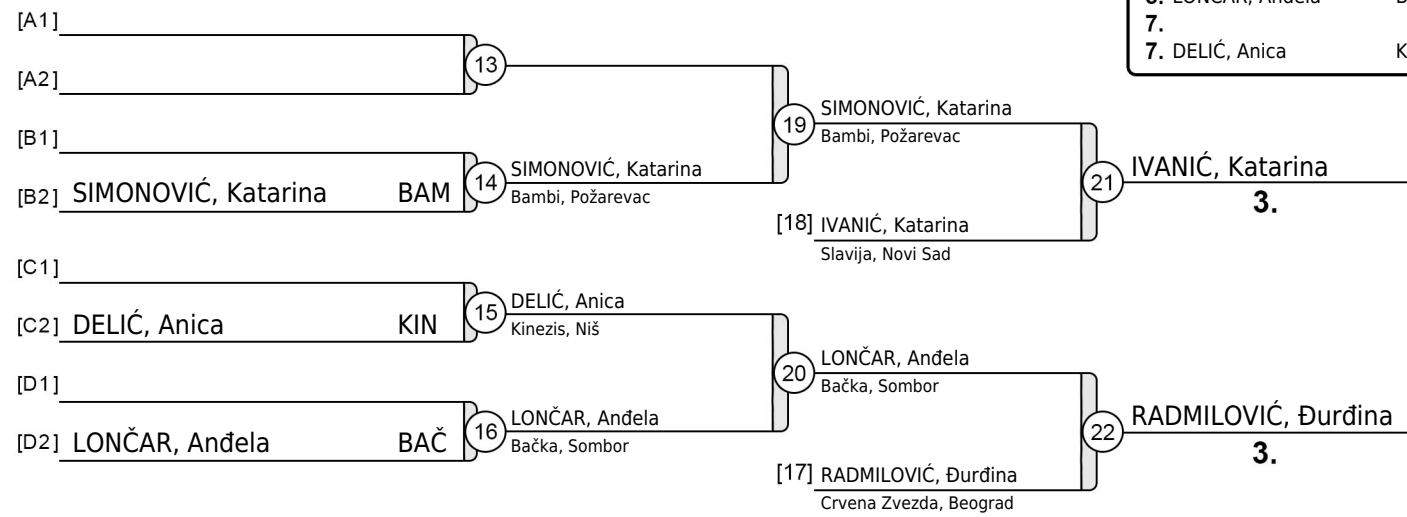 5. LONČAR, Anđela B
7.
7. DELIĆ, Anica K
[A1]
13
[A2]
19
SIMONOVIĆ, Katarina
Bambi, Požarevac
[B1]
14
SIMONOVIĆ, Katarina
Bambi, Požarevac
[B2] SIMONOVIĆ, Katarina BAM
21
IVANIĆ, Katarina
3.
[18] IVANIĆ, Katarina
Slavija, Novi Sad
[C1]
15
DELIĆ, Anica
Kinezis, Niš
[C2] DELIĆ, Anica KIN
20
LONČAR, Anđela
Bačka, Sombor
[D1]
16
LONČAR, Anđela
Bačka, Sombor
[D2] LONČAR, Anđela BAČ
22
RADMILOVIĆ, Đurđina
3.
[17] RADMILOVIĆ, Đurđina
Crvena Zvezda, Beograd